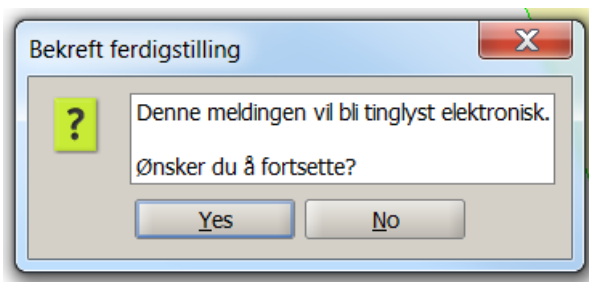 Bekreft ferdigstilling
X
?
Denne meldingen vil bli tinglyst elektronisk.
Ønsker du å fortsette?
Yes
No